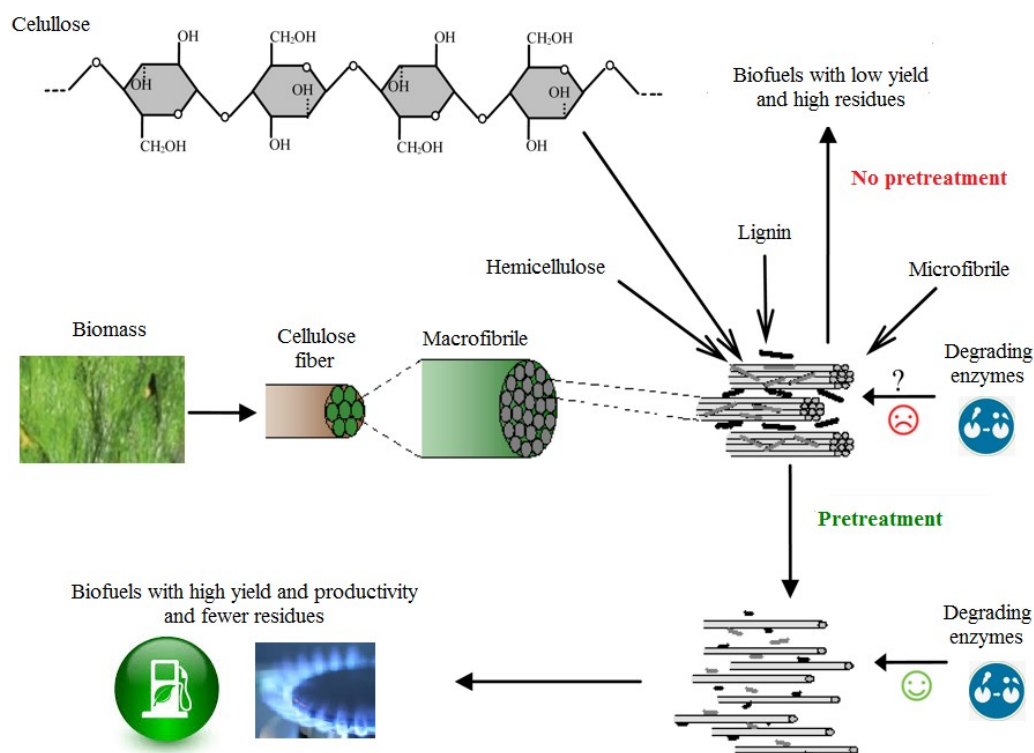 Celullose
OH
CH₂OH
OH
CH₂OH
O
OH
O
O
OH
O
O
OH
O
O
OH
O
O
O
O
O
CH₂OH
OH
CH₂OH
OH
Biofuels with low yield
and high residues
No pretreatment
Lignin
Hemicellulose
Microfibrile
Biomass
Cellulose
fiber
Macrofibrile
Degrading
enzymes
?
Pretreatment
Biofuels with high yield and productivity
and fewer residues
Degrading
enzymes